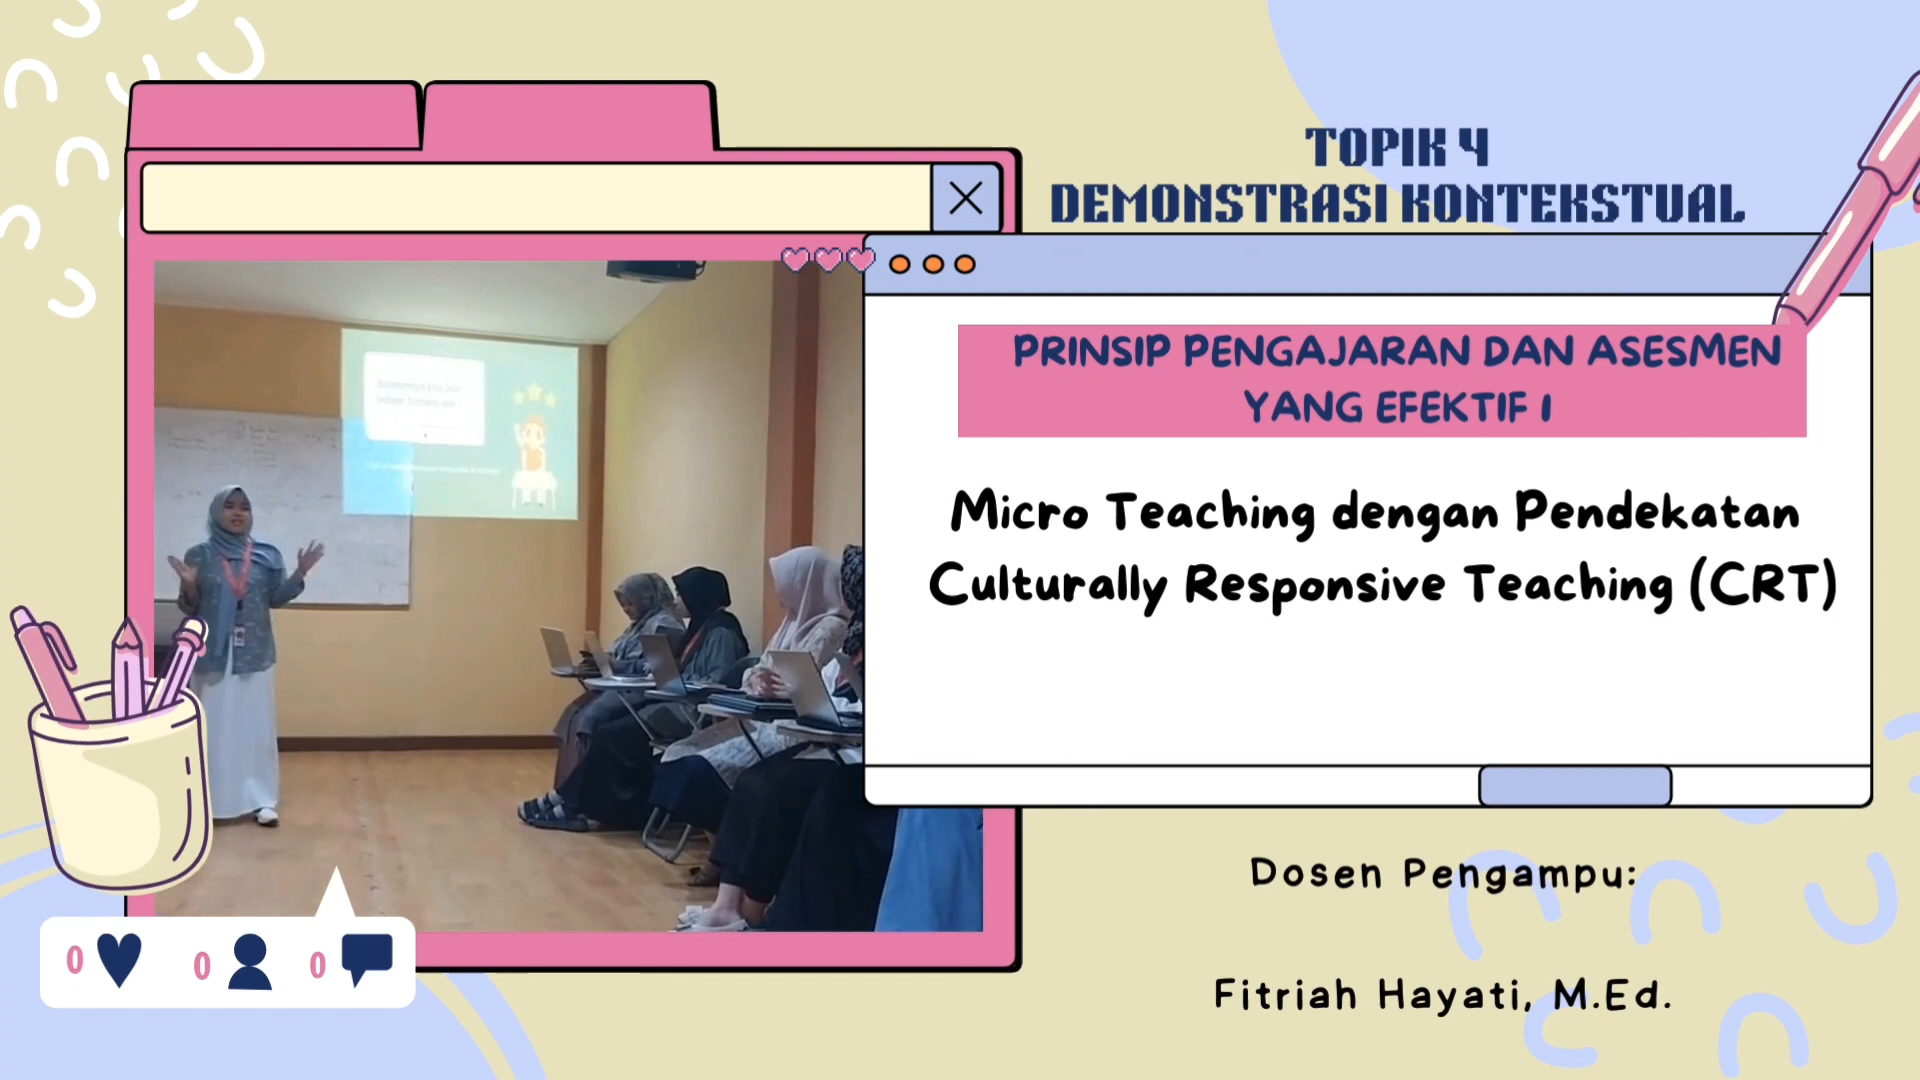 TOPIK 4
DEMONSTRASI KONTEKSTUAL
PRINSIP PENGAJARAN DAN ASESMEN
YANG EFEKTIF I
Micro Teaching dengan Pendekatan
Culturally Responsive Teaching (CRT)
Dosen Pengampu:
Fitriah Hayati, M.Ed.
0
0
0